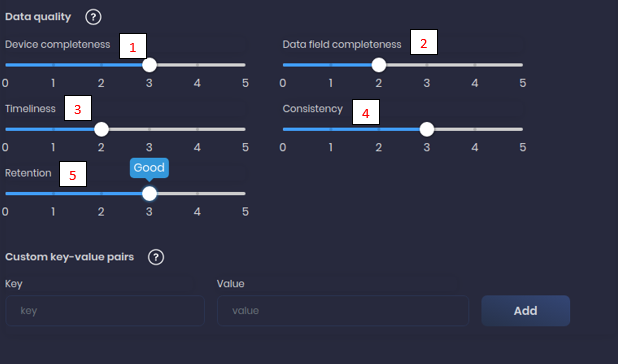 Data quality ?
Device completeness 1
0 1 2 3 4 5
Data field completeness 2
0 1 2 3 4 5
Timeliness 3
0 1 2 3 4 5
Consistency 4
0 1 2 3 4 5
Retention 5 Good
0 1 2 3 4 5
Custom key-value pairs ?
Key Value
key value Add